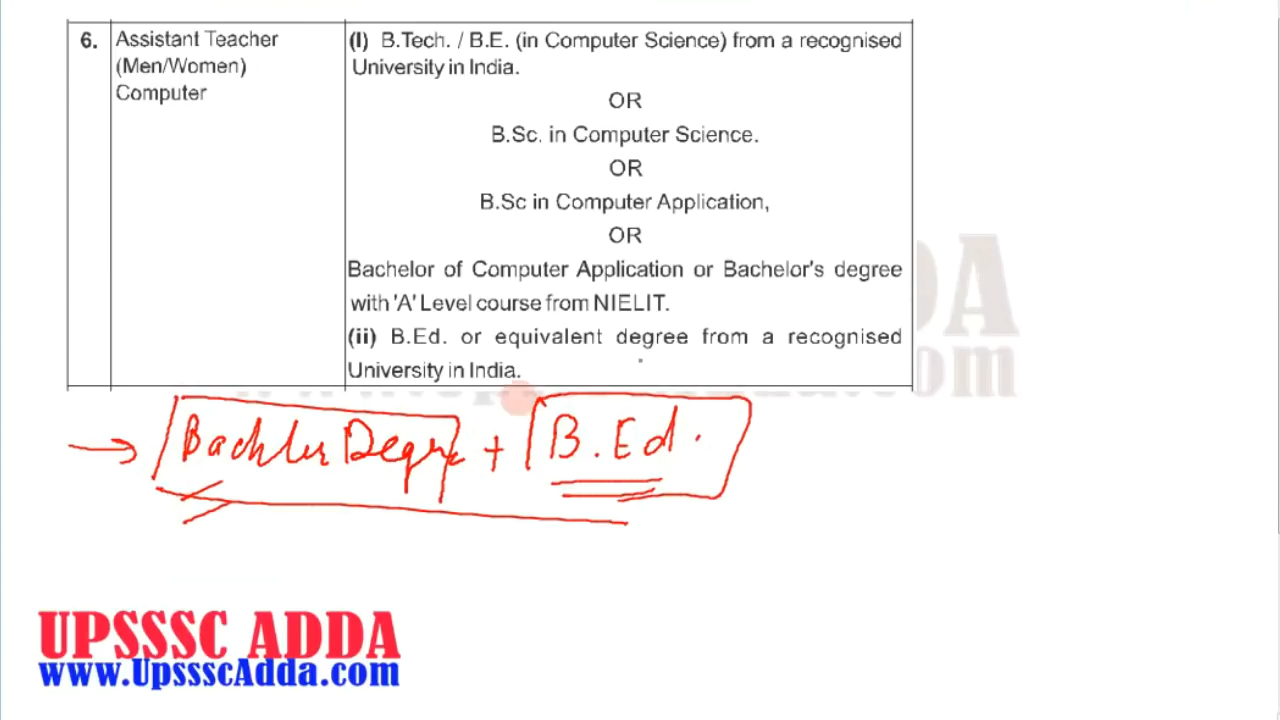 6. Assistant Teacher (I) B.Tech. / B.E. (in Computer Science) from a recognised
(Men/Women) University in India.
Computer
OR
B.Sc. in Computer Science.
OR
B.Sc in Computer Application,
OR
Bachelor of Computer Application or Bachelor's degree
with 'A' Level course from NIELIT.
(ii) B.Ed. or equivalent degree from a recognised
University in India.
→ Bachler Degre + B.Ed.
UPSSSC ADDA
www.UpssscAdda.com